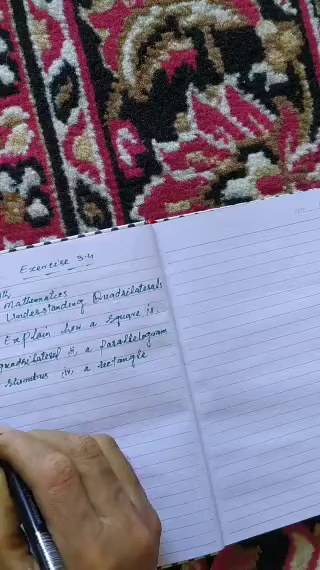 Exercise 3.4
Mathematics
Understanding Quadrilaterals
Explain how a square is.
quadrilateral ii, a parallelogram
rhombus iv, a rectangle